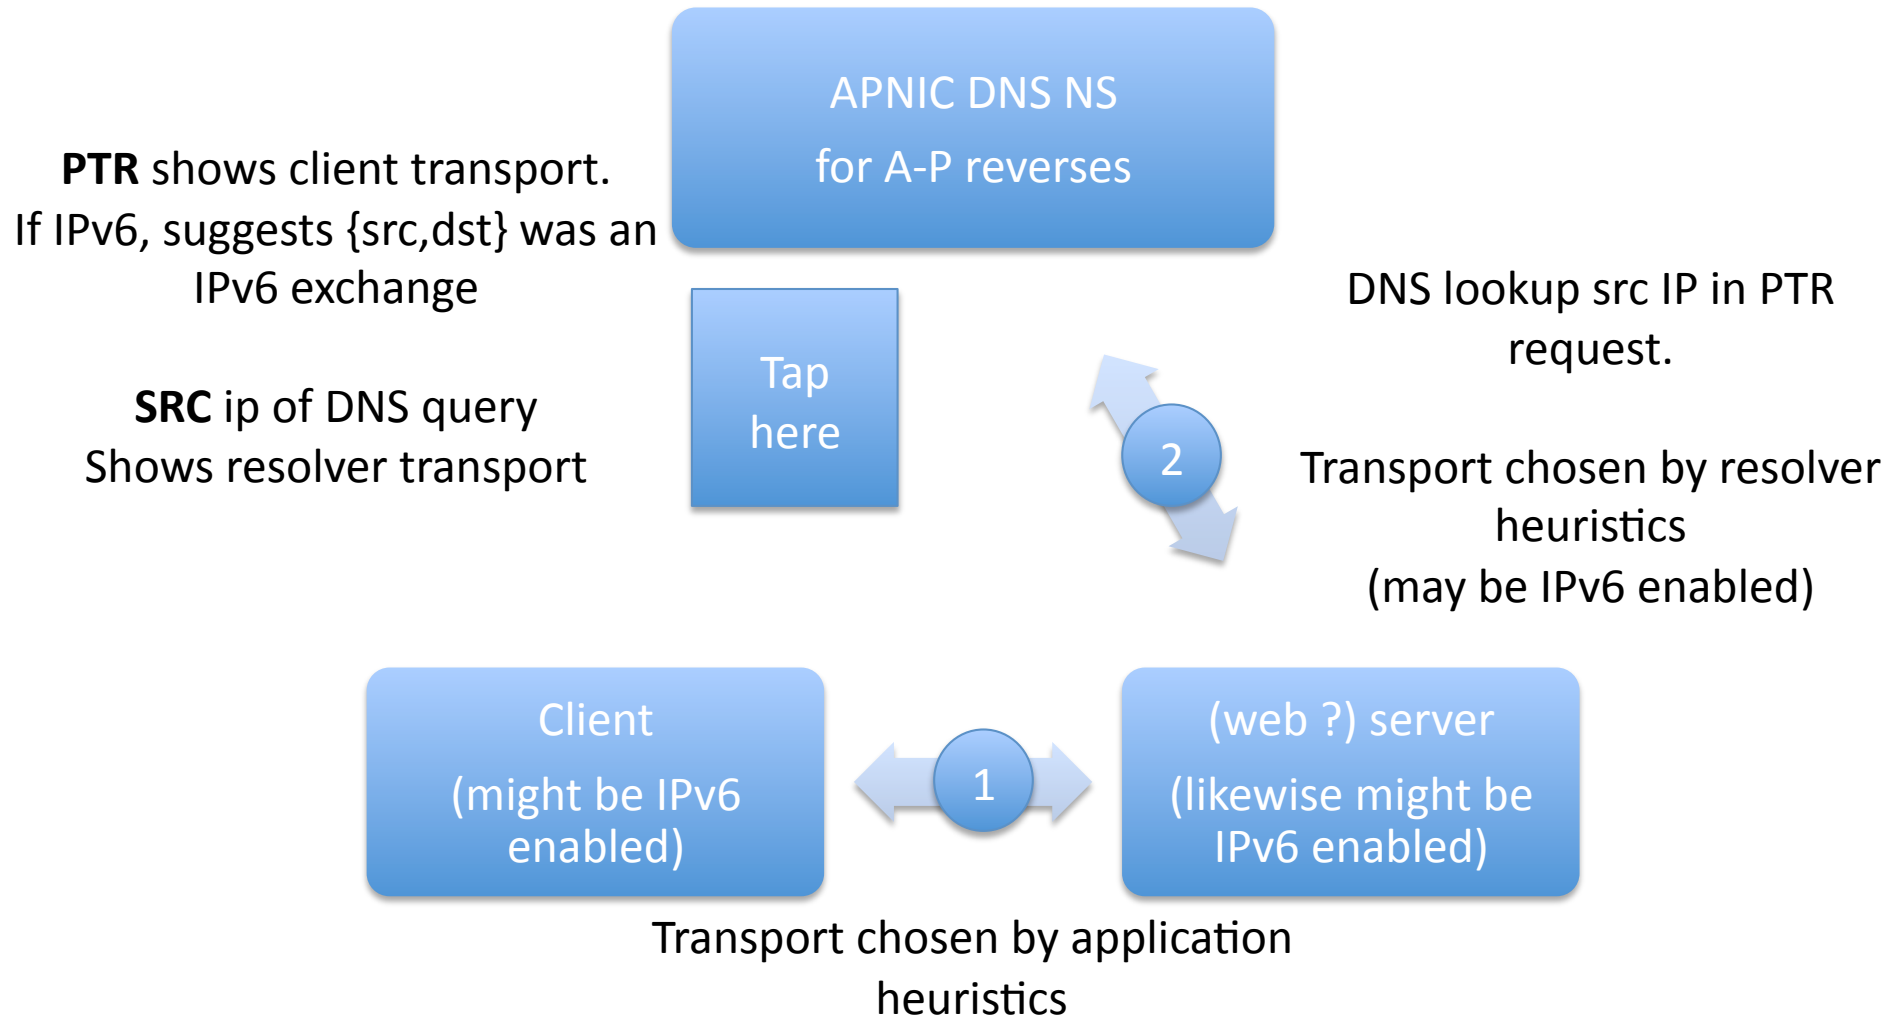 APNIC DNS NS
for A-P reverses
PTR shows client transport.
If IPv6, suggests {src,dst} was an
IPv6 exchange
SRC ip of DNS query
Shows resolver transport
Tap
here
DNS lookup src IP in PTR
request.
2
Transport chosen by resolver
heuristics
(may be IPv6 enabled)
Client
(might be IPv6
enabled)
1
(web ?) server
(likewise might be
IPv6 enabled)
Transport chosen by application
heuristics